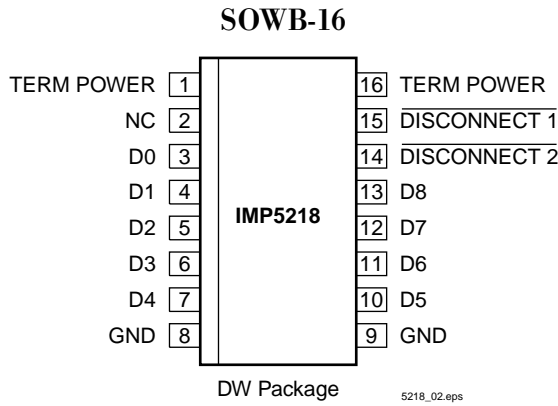 SOWB-16
TERM POWER 1 16 TERM POWER
NC 2 15 DISCONNECT 1
D0 3 14 DISCONNECT 2
D1 4 13 D8
D2 5 IMP5218 12 D7
D3 6 11 D6
D4 7 10 D5
GND 8 9 GND
DW Package 5218_02.eps